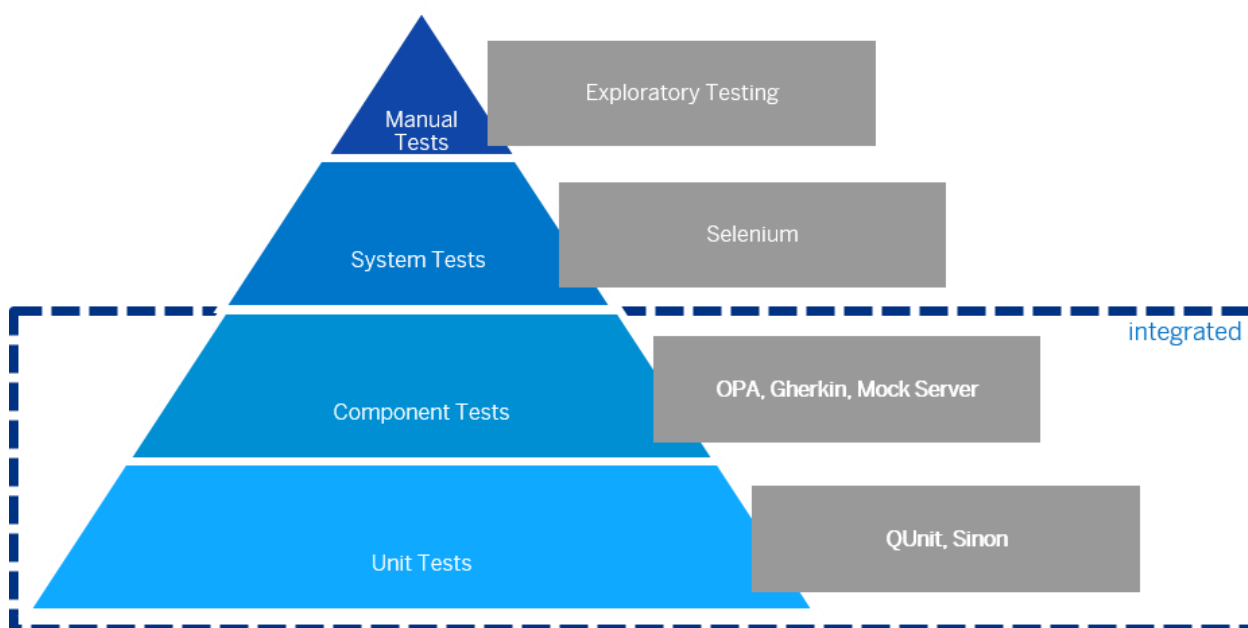 Exploratory Testing
Manual
Tests
Selenium
System Tests
integrated
OPA, Gherkin, Mock Server
Component Tests
QUnit, Sinon
Unit Tests